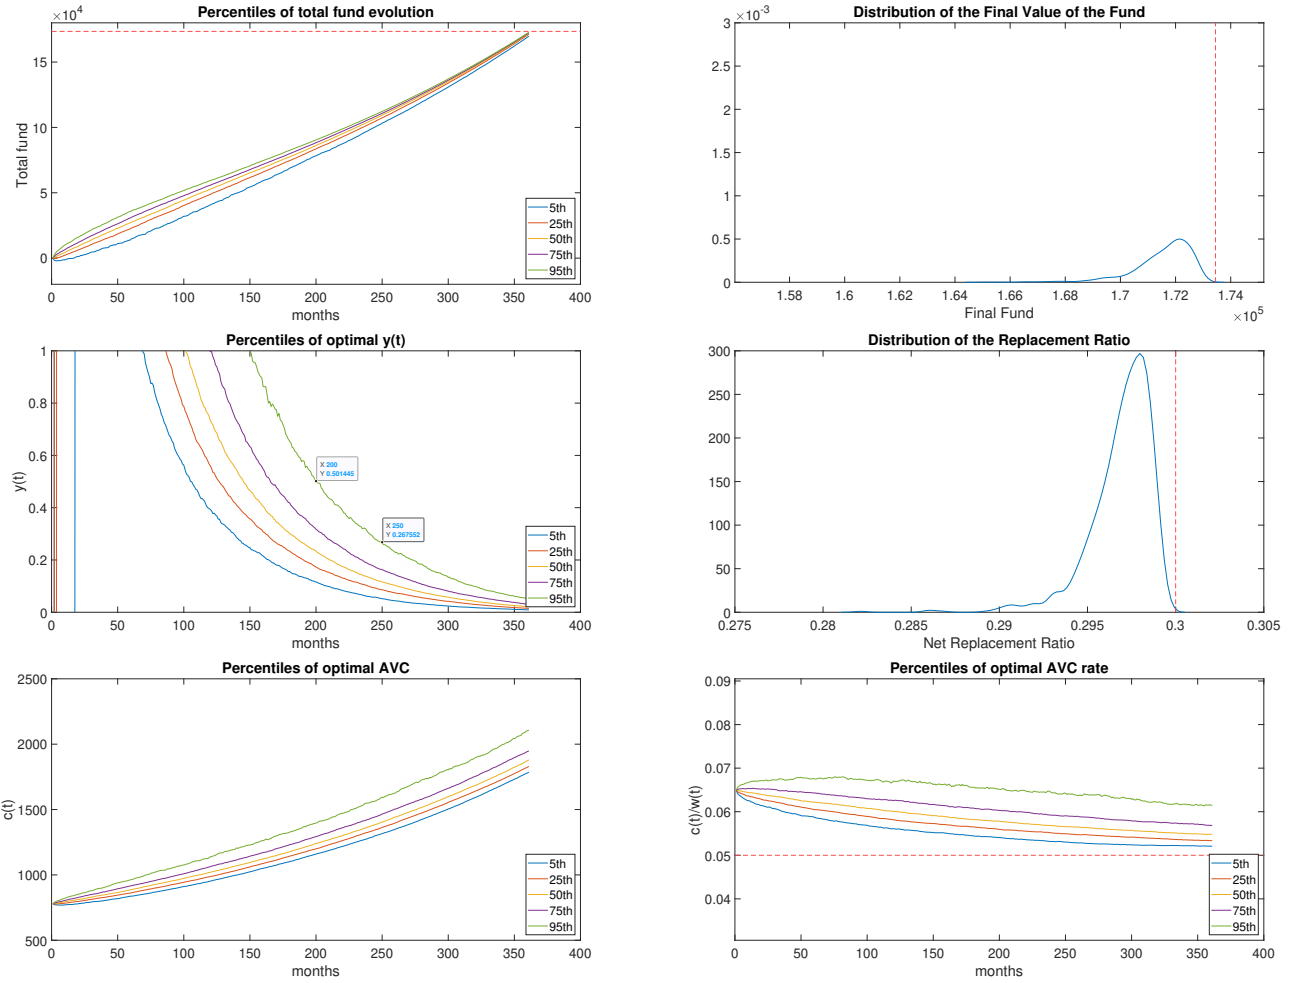 Percentiles of total fund evolution
×10⁴
15
10
5
0
Total fund
0 50 100 150 200 250 300 350 400
months
5th
25th
50th
75th
95th
Distribution of the Final Value of the Fund
×10⁻³
3
2.5
2
1.5
1
0.5
0
1.58 1.6 1.62 1.64 1.66 1.68 1.7 1.72 1.74
×10⁵
Final Fund
Percentiles of optimal y(t)
1
0.8
0.6
0.4
0.2
0
y(t)
X 200
Y 0.501445
X 250
Y 0.267552
0 50 100 150 200 250 300 350 400
months
5th
25th
50th
75th
95th
Distribution of the Replacement Ratio
300
250
200
150
100
50
0
0.275 0.28 0.285 0.29 0.295 0.3 0.305
Net Replacement Ratio
Percentiles of optimal AVC
2500
2000
1500
1000
500
c(t)
0 50 100 150 200 250 300 350 400
months
5th
25th
50th
75th
95th
Percentiles of optimal AVC rate
0.09
0.08
0.07
0.06
0.05
0.04
c(t)/w(t)
0 50 100 150 200 250 300 350 400
months
5th
25th
50th
75th
95th